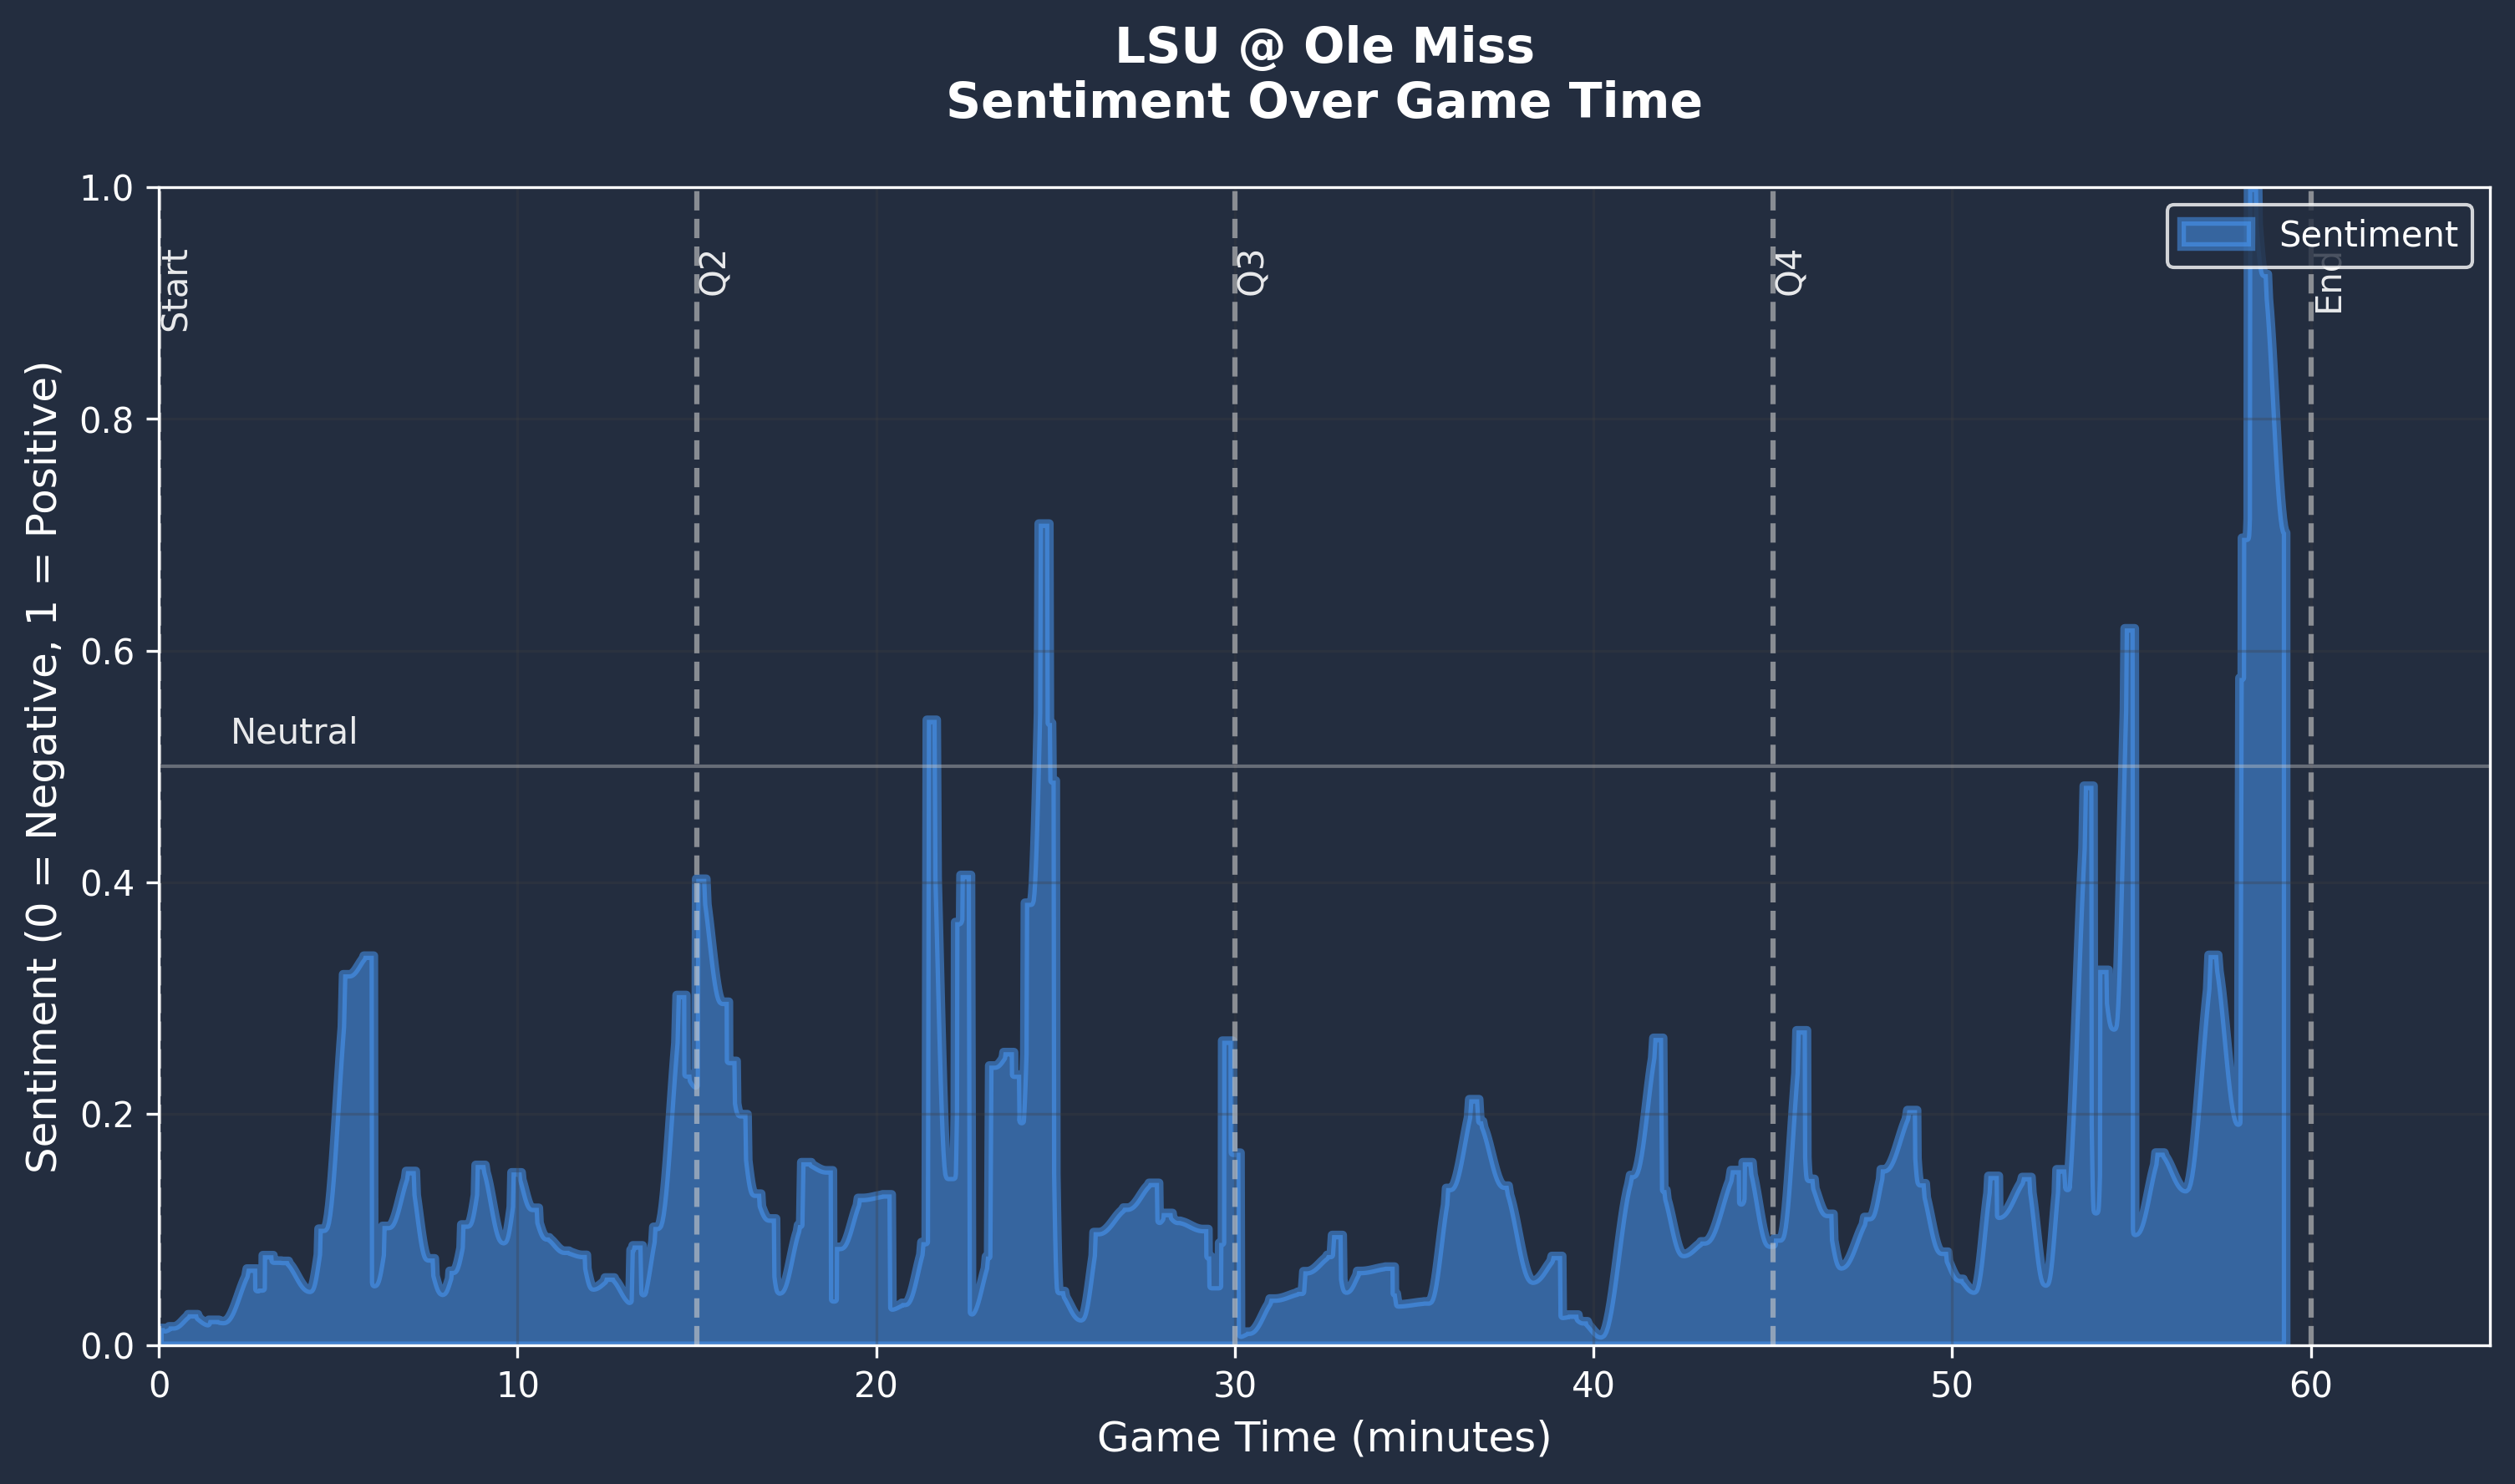 LSU @ Ole Miss
Sentiment Over Game Time
Sentiment (0 = Negative, 1 = Positive)
1.0
0.8
0.6
0.4
0.2
0.0
Start
Q2
Q3
Q4
End
Sentiment
Neutral
0
10
20
30
40
50
60
Game Time (minutes)